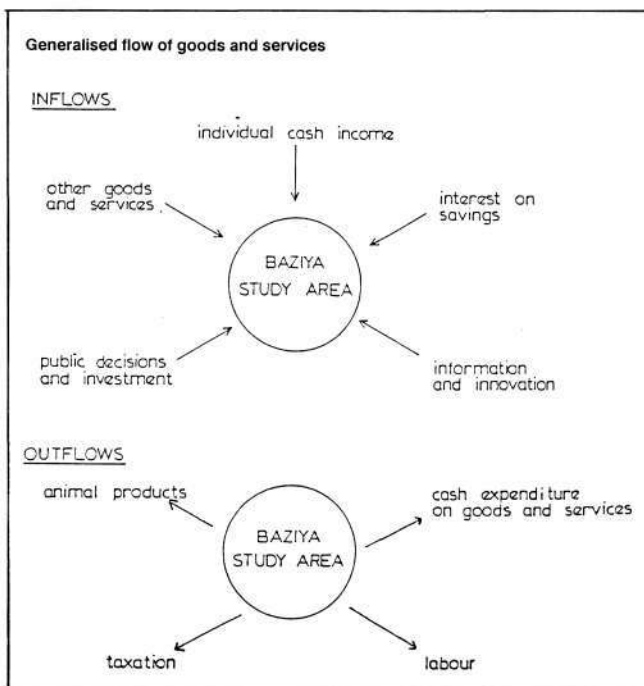 Generalised flow of goods and services
INFLOWS
individual cash income
other goods
and services
interest on
savings
BAZIYA
STUDY AREA
public decisions
and investment
information
and innovation
OUTFLOWS
animal products
cash expenditure
on goods and services
BAZIYA
STUDY AREA
taxation
labour